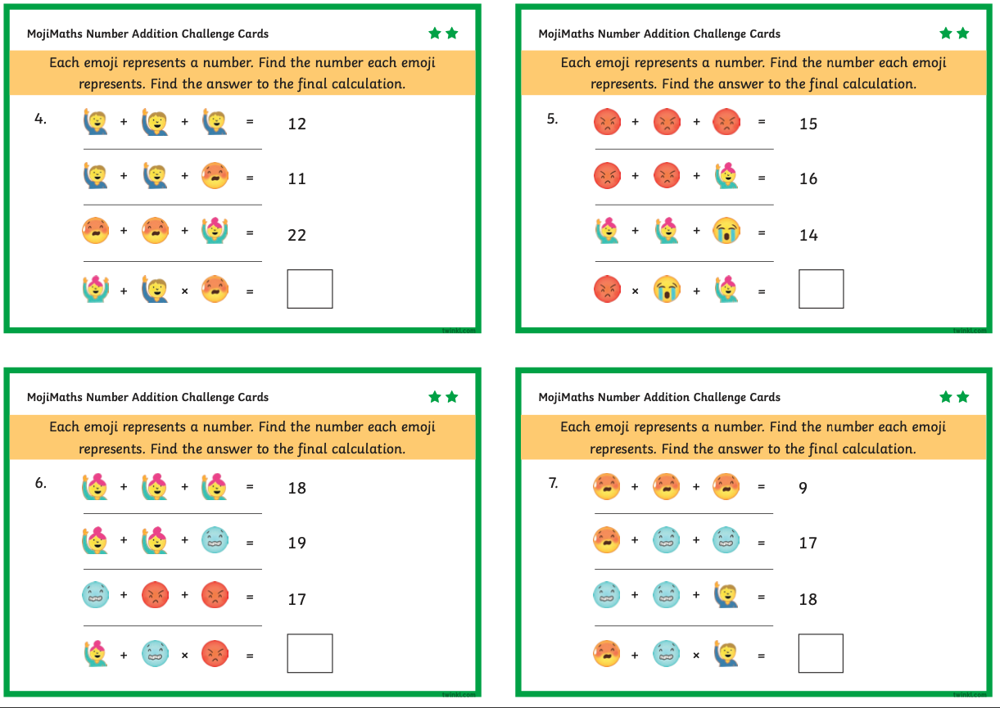 MojiMaths Number Addition Challenge Cards
Each emoji represents a number. Find the number each emoji
represents. Find the answer to the final calculation.
4.
+ + = 12
+ + = 11
+ + = 22
+ × =
twinkl.com
MojiMaths Number Addition Challenge Cards
Each emoji represents a number. Find the number each emoji
represents. Find the answer to the final calculation.
5.
+ + = 15
+ + = 16
+ + = 14
× + =
twinkl.com
MojiMaths Number Addition Challenge Cards
Each emoji represents a number. Find the number each emoji
represents. Find the answer to the final calculation.
6.
+ + = 18
+ + = 19
+ + = 17
+ × =
twinkl.com
MojiMaths Number Addition Challenge Cards
Each emoji represents a number. Find the number each emoji
represents. Find the answer to the final calculation.
7.
+ + = 9
+ + = 17
+ + = 18
+ × =
twinkl.com